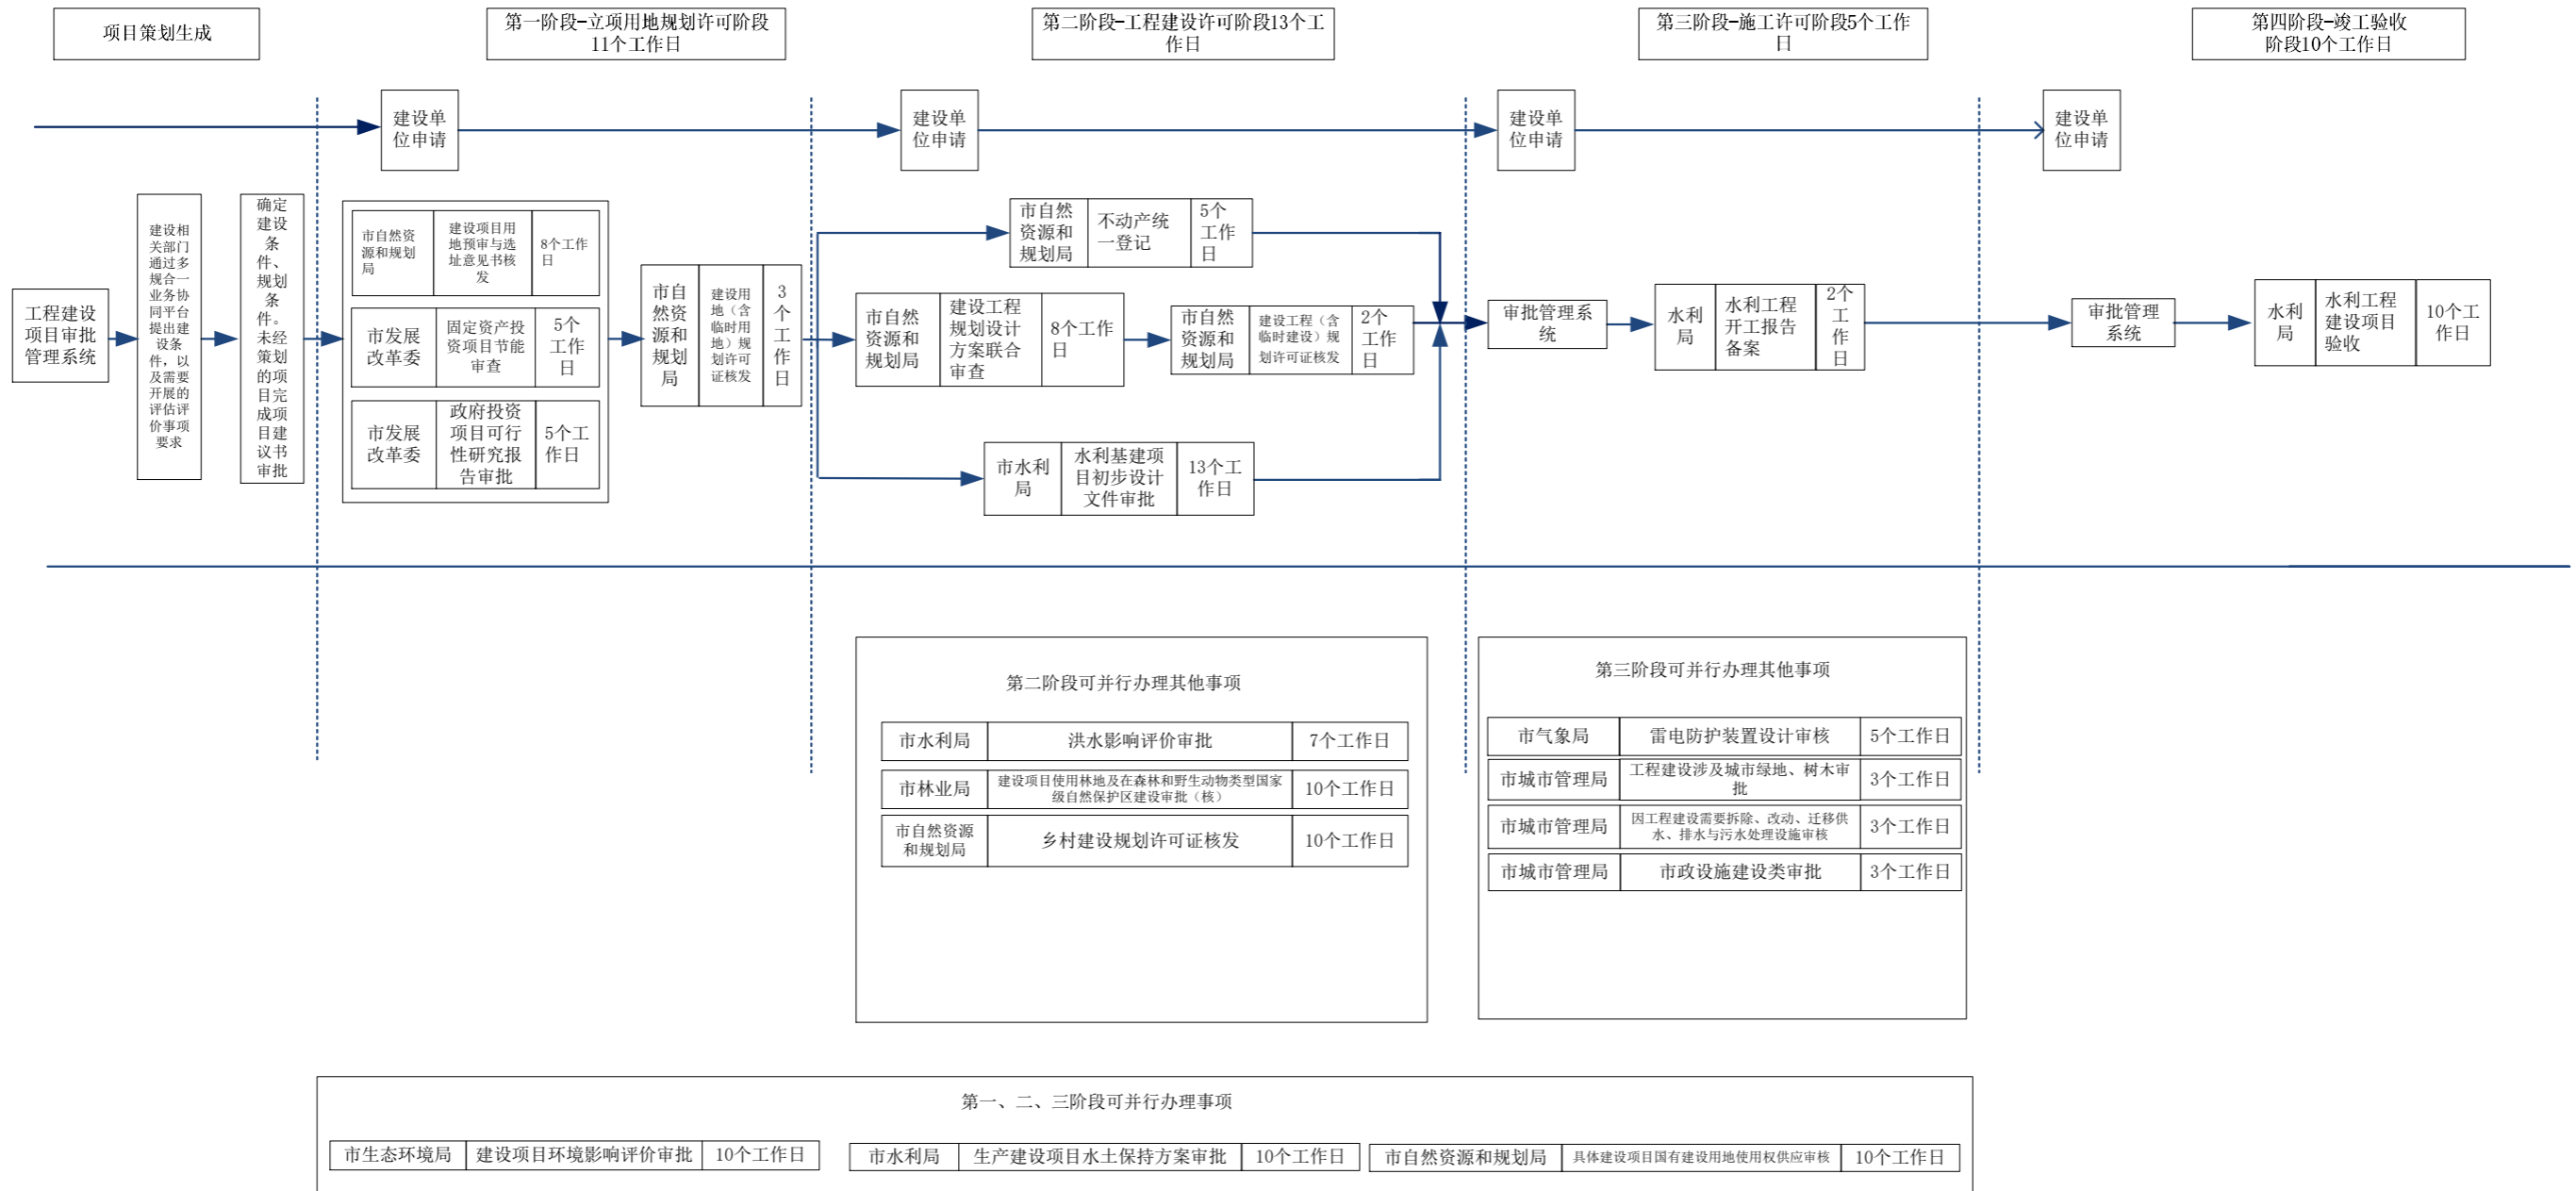 项目策划生成
第一阶段-立项用地规划许可阶段
11个工作日
第二阶段-工程建设许可阶段13个工
作日
第三阶段-施工许可阶段5个工作
日
第四阶段-竣工验收
阶段10个工作日
建设单
位申请
建设单
位申请
建设单
位申请
建设单
位申请
工程建设
项目审批
管理系统
建设相
关部门
通过多
规合一
业务协
同平台
提出建
设条
件，以
及需要
开展的
评估评
价事项
要求
确定
建设
条
件、
规划
条
件。
未经
策划
的项
目完
成项
目建
议书
审批
市自然资
源和规划
局
建设项目用
地预审与选
址意见书核
发
8个工作
日
市发展
改革委
固定资产投
资项目节能
审查
5个
工作
日
市发展
改革委
政府投资
项目可行
性研究报
告审批
5个工
作日
市自
然资
源和
规划
局
建设用
地（含
临时用
地）规
划许可
证核发
3
个
工
作
日
市自然
资源和
规划局
不动产统
一登记
5个
工作
日
市自然
资源和
规划局
建设工程
规划设计
方案联合
审查
8个工作
日
市自然
资源和
规划局
建设工程（含
临时建设）规
划许可证核发
2个
工作
日
市水利
局
水利基建项
目初步设计
文件审批
13个工
作日
审批管理系
统
水利
局
水利工程
开工报告
备案
2个
工
作
日
审批管理
系统
水利
局
水利工程
建设项目
验收
10个工
作日
第二阶段可并行办理其他事项
市水利局
洪水影响评价审批
7个工作日
市林业局
建设项目使用林地及在森林和野生动物类型国家
级自然保护区建设审批（核）
10个工作日
市自然资源
和规划局
乡村建设规划许可证核发
10个工作日
第三阶段可并行办理其他事项
市气象局
雷电防护装置设计审核
5个工作日
市城市管理局
工程建设涉及城市绿地、树木审
批
3个工作日
市城市管理局
因工程建设需要拆除、改动、迁移供
水、排水与污水处理设施审核
3个工作日
市城市管理局
市政设施建设类审批
3个工作日
第一、二、三阶段可并行办理事项
市生态环境局
建设项目环境影响评价审批
10个工作日
市水利局
生产建设项目水土保持方案审批
10个工作日
市自然资源和规划局
具体建设项目国有建设用地使用权供应审核
10个工作日